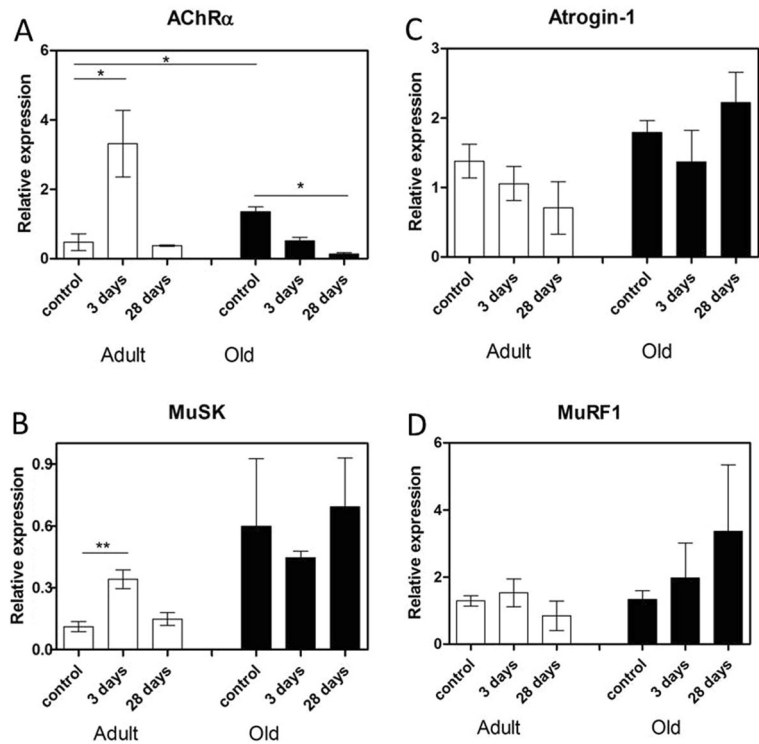 A
AChRα
Relative expression
6
4
2
0
*
*
*
control
3 days
28 days
control
3 days
28 days
Adult
Old
B
MuSK
Relative expression
0.9
0.6
0.3
0.0
**
control
3 days
28 days
control
3 days
28 days
Adult
Old
C
Atrogin-1
Relative expression
3
2
1
0
control
3 days
28 days
control
3 days
28 days
Adult
Old
D
MuRF1
Relative expression
6
4
2
0
control
3 days
28 days
control
3 days
28 days
Adult
Old